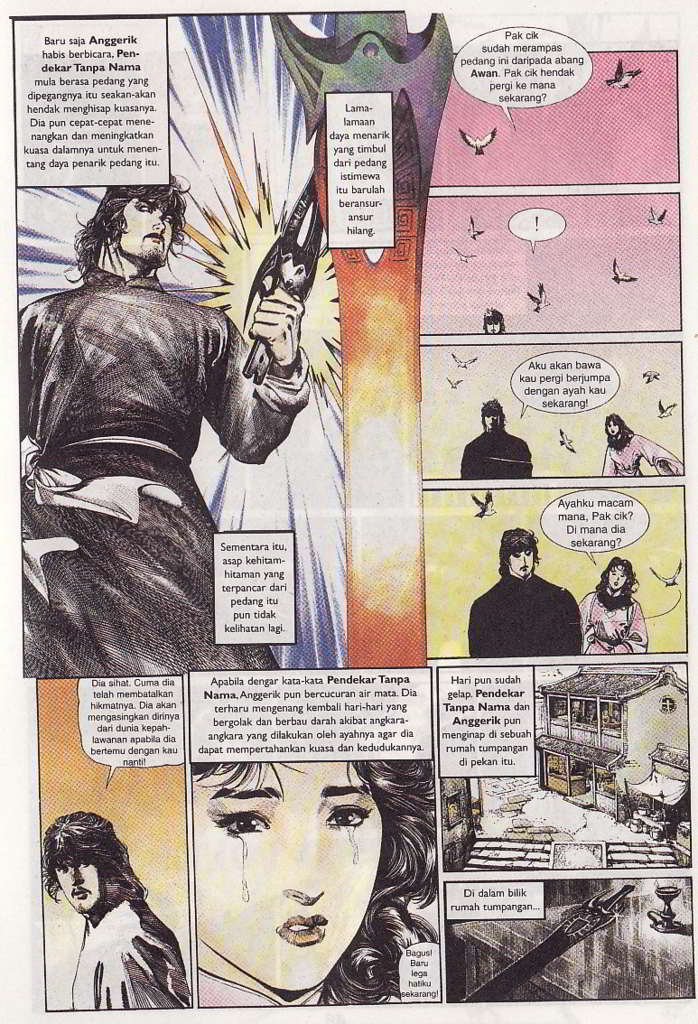 Baru saja Anggerik
habis berbicara, Pen-
dekar Tanpa Nama
mula berasa pedang yang
dipegangnya itu seakan-akan
hendak menghisap kuasanya.
Dia pun cepat-cepat mene-
nangkan dan meningkatkan
kuasa dalamnya untuk menen-
tang daya penarik pedang itu.
Lama-
lamaan
daya menarik
yang timbul
dari pedang
istimewa
itu barulah
beransur-
ansur
hilang.
Sementara itu,
asap kehitam-
hitaman yang
terpancar dari
pedang itu
pun tidak
kelihatan lagi.
Pak cik
sudah merampas
pedang ini daripada abang
Awan. Pak cik hendak
pergi ke mana
sekarang?
!
Aku akan bawa
kau pergi berjumpa
dengan ayah kau
sekarang!
Ayahku macam
mana, Pak cik?
Di mana dia
sekarang?
Dia sihat. Cuma dia
telah membatalkan
hikmatnya. Dia akan
mengasingkan dirinya
dari dunia kepah-
lawanan apabila dia
bertemu dengan kau
nanti!
Apabila dengar kata-kata Pendekar Tanpa
Nama, Anggerik pun bercucuran air mata. Dia
terharu mengenang kembali hari-hari yang
bergolak dan berbau darah akibat angkara-
angkara yang dilakukan oleh ayahnya agar dia
dapat mempertahankan kuasa dan kedudukannya.
Bagus!
Baru
lega
hatiku
sekarang!
Hari pun sudah
gelap. Pendekar
Tanpa Nama dan
Anggerik pun
menginap di sebuah
rumah tumpangan
di pekan itu.
Di dalam bilik
rumah tumpangan...